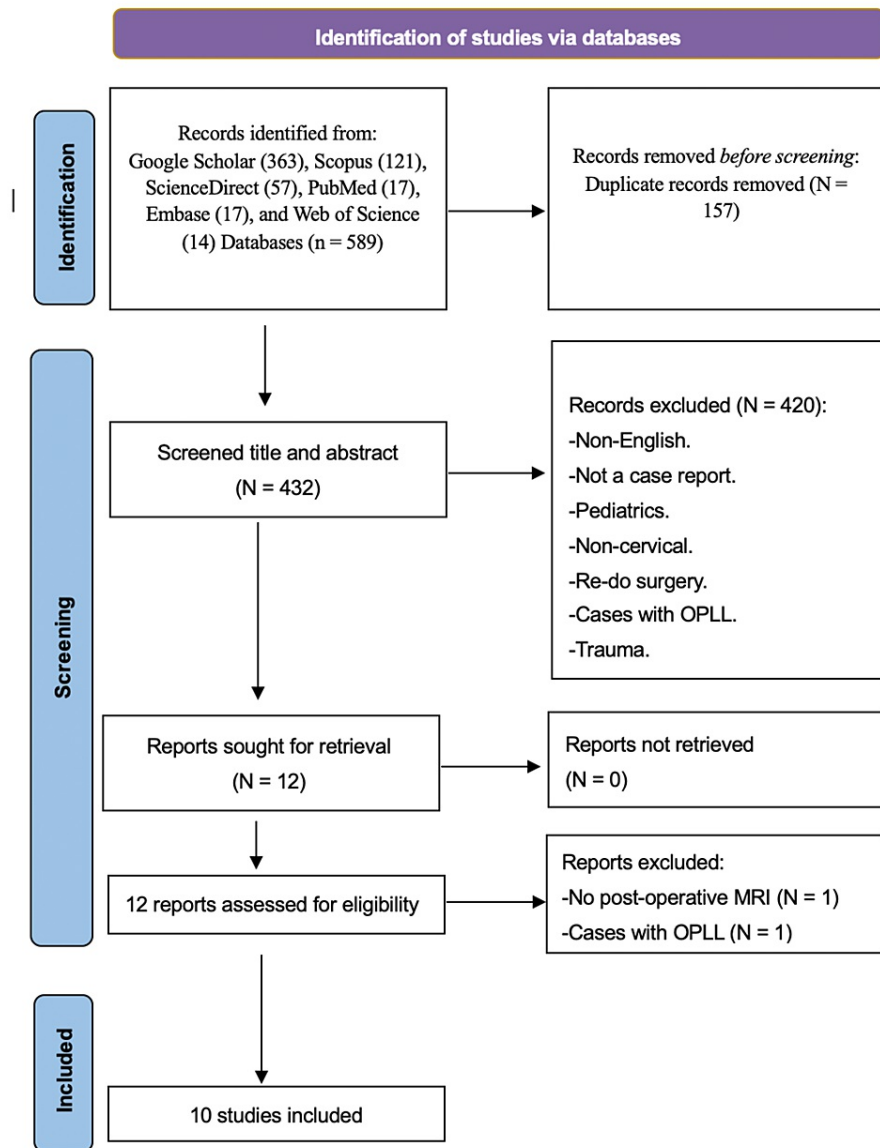 Identification of studies via databases
Identification
Records identified from:
Google Scholar (363), Scopus (121),
ScienceDirect (57), PubMed (17),
Embase (17), and Web of Science
(14) Databases (n = 589)
Records removed before screening:
Duplicate records removed (N =
157)
Screening
Screened title and abstract
(N = 432)
Records excluded (N = 420):
-Non-English.
-Not a case report.
-Pediatrics.
-Non-cervical.
-Re-do surgery.
-Cases with OPLL.
-Trauma.
Reports sought for retrieval
(N = 12)
Reports not retrieved
(N = 0)
12 reports assessed for eligibility
Reports excluded:
-No post-operative MRI (N = 1)
-Cases with OPLL (N = 1)
Included
10 studies included